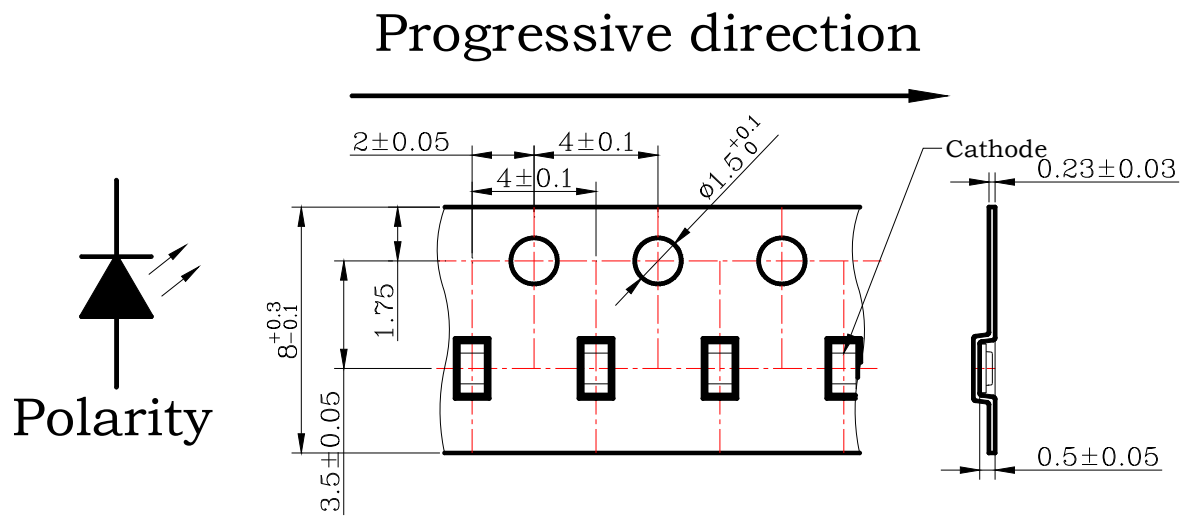 Progressive direction
2±0.05
4±0.1
4±0.1
ø1.5 +0.1 0
Cathode
0.23±0.03
1.75
8 +0.3 -0.1
3.5±0.05
Polarity
0.5±0.05